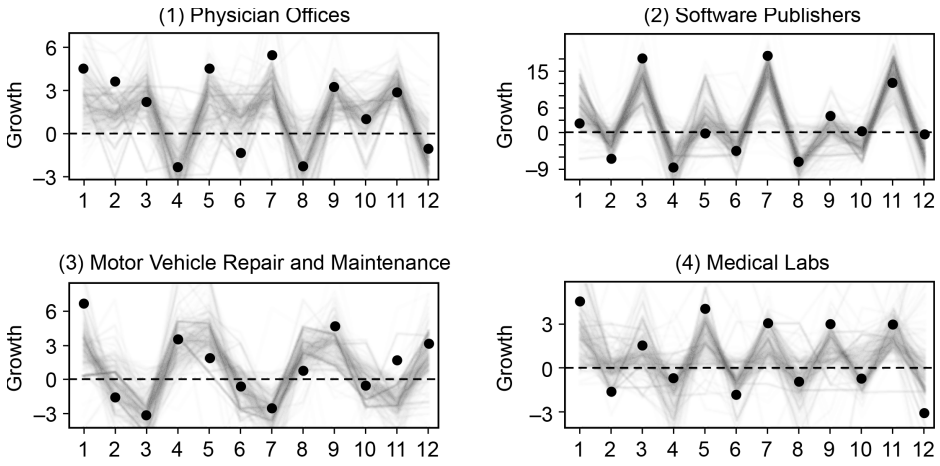 (1) Physician Offices
Growth
6
3
0
−3
1 2 3 4 5 6 7 8 9 10 11 12
(2) Software Publishers
Growth
15
6
0
−9
1 2 3 4 5 6 7 8 9 10 11 12
(3) Motor Vehicle Repair and Maintenance
Growth
6
3
0
−3
1 2 3 4 5 6 7 8 9 10 11 12
(4) Medical Labs
Growth
3
0
−3
1 2 3 4 5 6 7 8 9 10 11 12